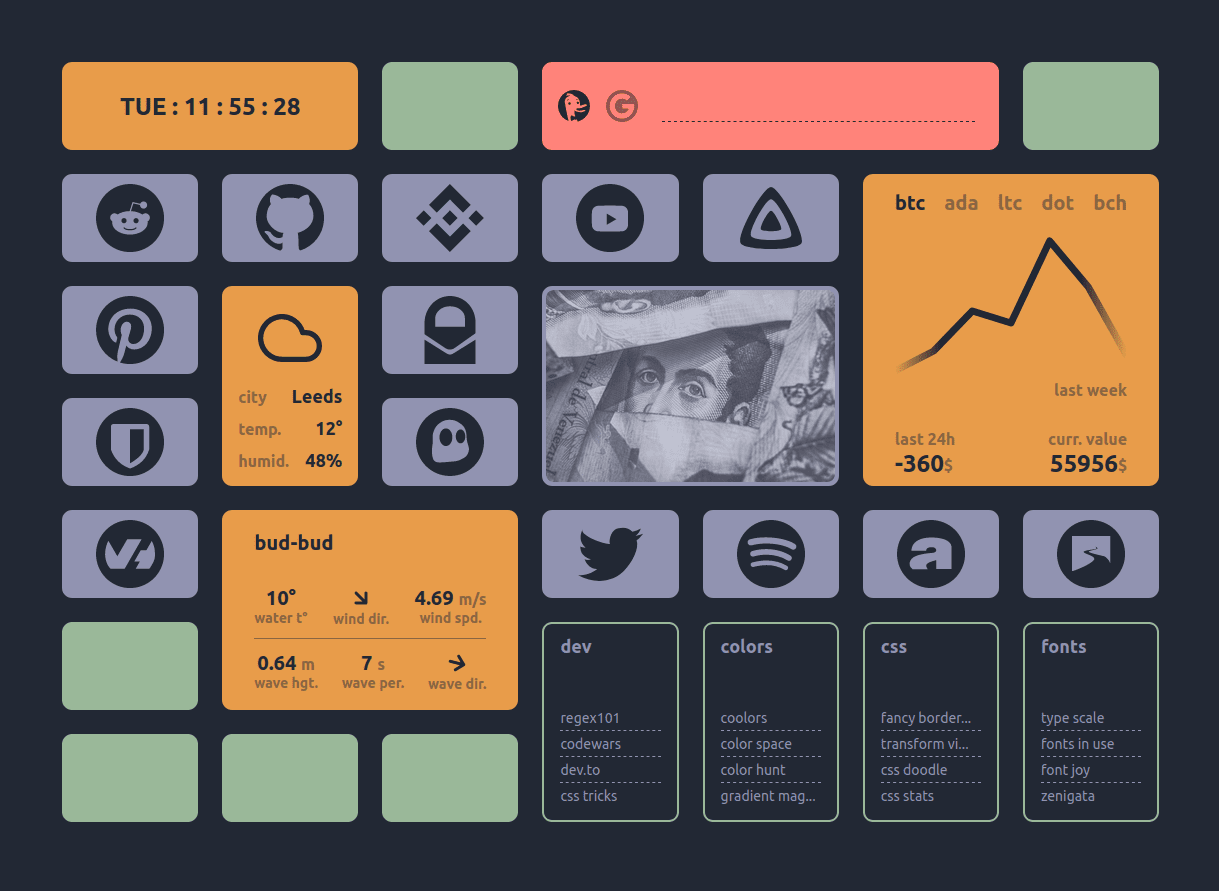 TUE : 11 : 55 : 28
btc ada ltc dot bch
last week
last 24h
-360$
curr. value
55956$
city Leeds
temp. 12°
humid. 48%
tral de Venezuel
bud-bud
10° 4.69 m/s
water t° wind dir. wind spd.
0.64 m 7 s
wave hgt. wave per. wave dir.
dev
regex101
codewars
dev.to
css tricks
colors
coolors
color space
color hunt
gradient mag...
css
fancy border...
transform vi...
css doodle
css stats
fonts
type scale
fonts in use
font joy
zenigata